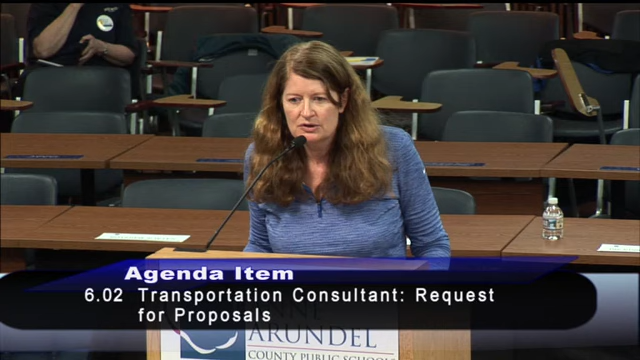 Agenda Item
6.02 Transportation Consultant: Request
for Proposals
ARUNDEL
COUNTY PUBLIC SCHOOLS